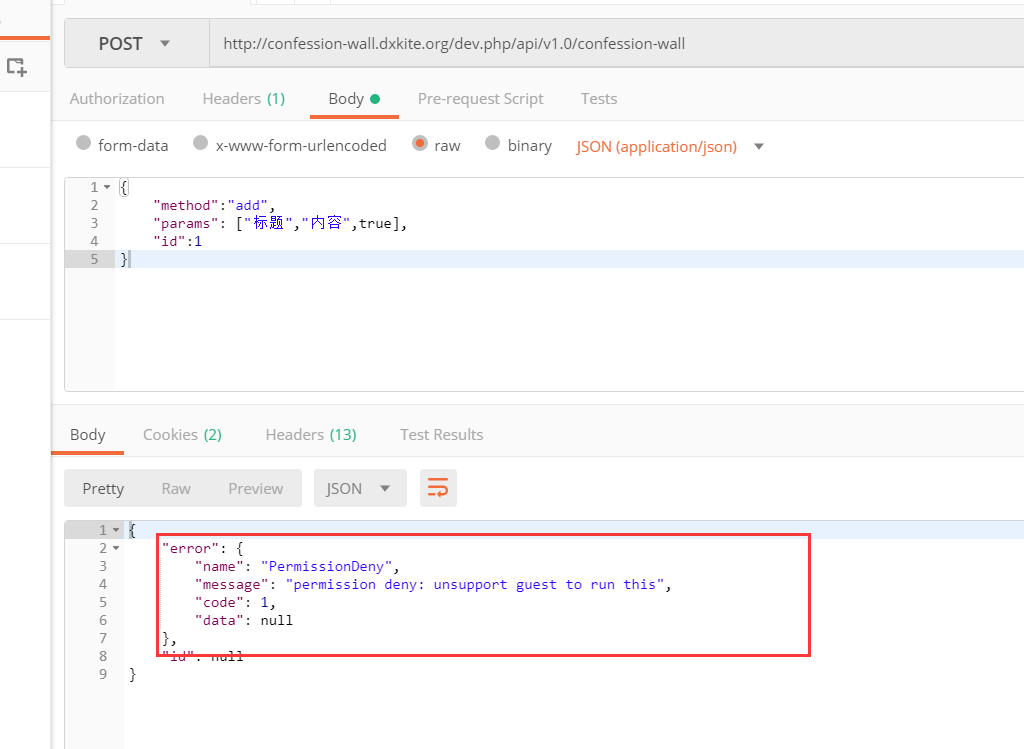 POST http://confession-wall.dxkite.org/dev.php/api/v1.0/confession-wall
Authorization Headers (1) Body Pre-request Script Tests
form-data x-www-form-urlencoded raw binary JSON (application/json)
1 {
2 "method":"add",
3 "params": ["标题","内容",true],
4 "id":1
5 }
Body Cookies (2) Headers (13) Test Results
Pretty Raw Preview JSON
1 {
2 "error": {
3 "name": "PermissionDeny",
4 "message": "permission deny: unsupport guest to run this",
5 "code": 1,
6 "data": null
7 },
8 "id": null
9 }